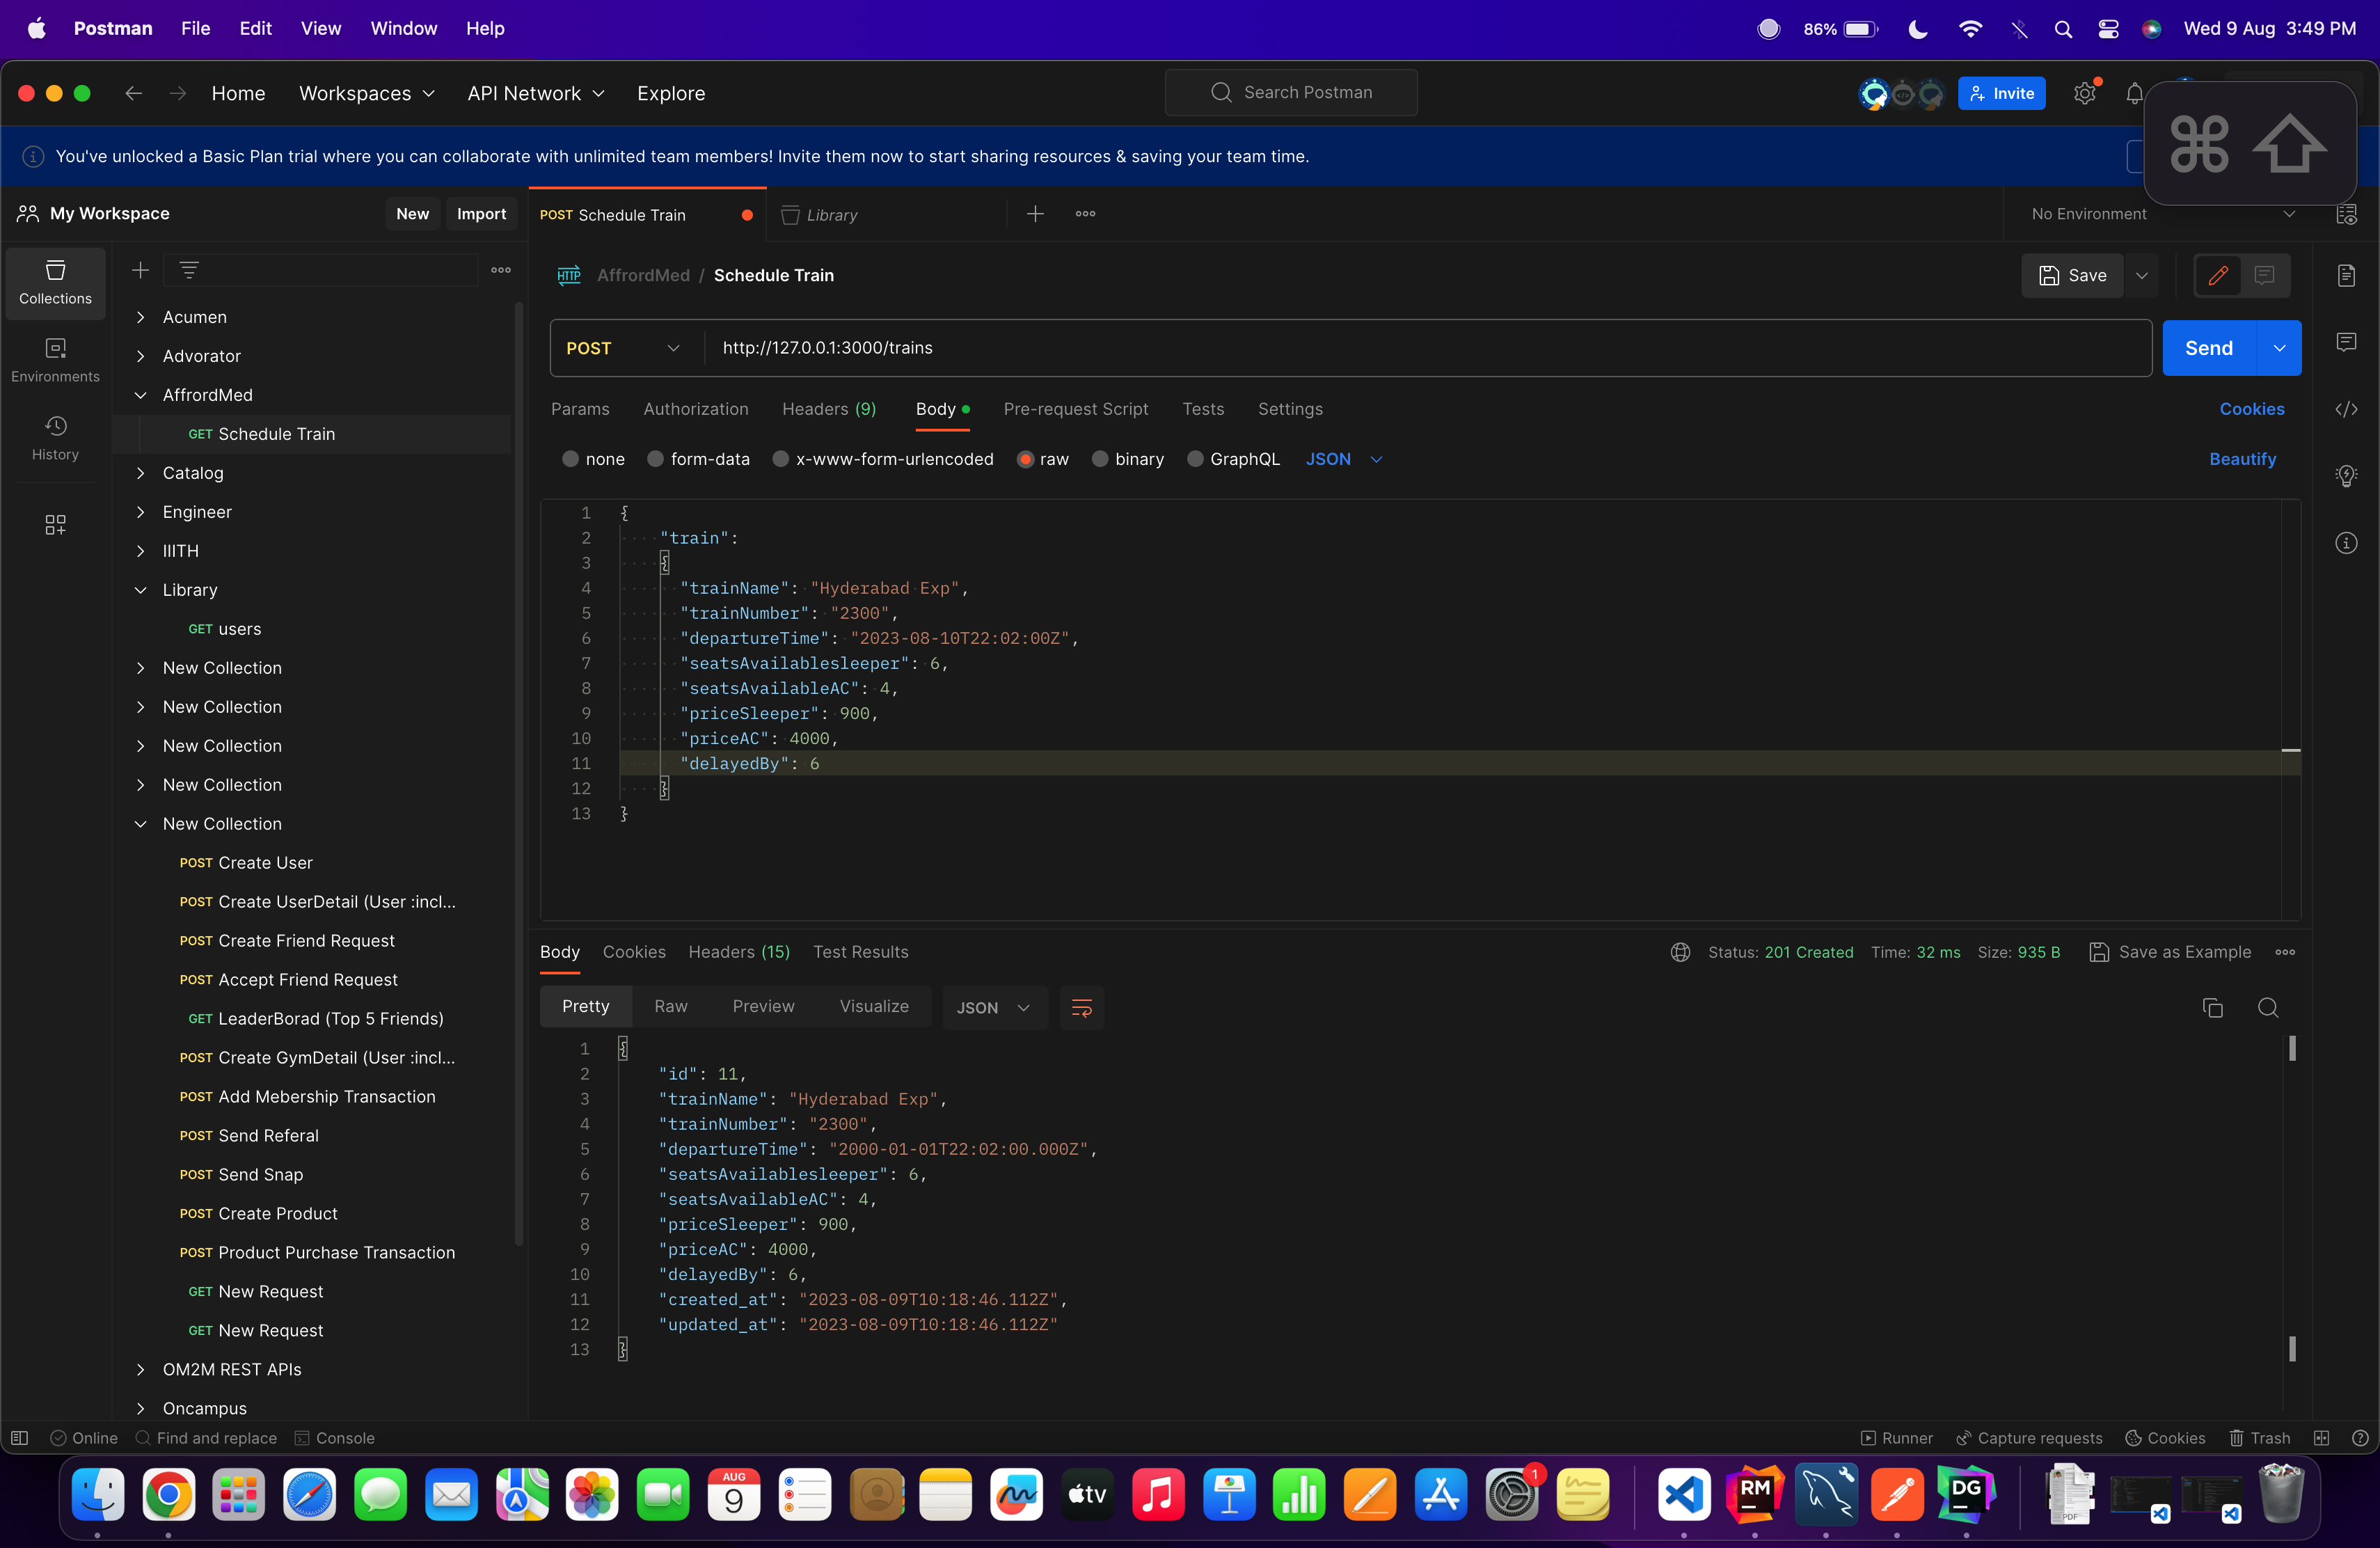 Postman File Edit View Window Help
86% Wed 9 Aug 3:49 PM
Home Workspaces API Network Explore
Search Postman
Invite
You've unlocked a Basic Plan trial where you can collaborate with unlimited team members! Invite them now to start sharing resources & saving your team time.
⌘ ⇧
My Workspace New Import
POST Schedule Train Library
No Environment
Collections
Environments
History
Acumen
Advorator
AffrordMed
GET Schedule Train
Catalog
Engineer
IIITH
Library
GET users
New Collection
New Collection
New Collection
New Collection
New Collection
POST Create User
POST Create UserDetail (User :incl...
POST Create Friend Request
POST Accept Friend Request
GET LeaderBorad (Top 5 Friends)
POST Create GymDetail (User :incl...
POST Add Mebership Transaction
POST Send Referal
POST Send Snap
POST Create Product
POST Product Purchase Transaction
GET New Request
GET New Request
OM2M REST APIs
Oncampus
HTTP AffrordMed / Schedule Train
Save
POST http://127.0.0.1:3000/trains
Send
Params Authorization Headers (9) Body Pre-request Script Tests Settings
Cookies
none form-data x-www-form-urlencoded raw binary GraphQL JSON
Beautify
1 {
2 "train":
3 {
4 "trainName": "Hyderabad Exp",
5 "trainNumber": "2300",
6 "departureTime": "2023-08-10T22:02:00Z",
7 "seatsAvailablesleeper": 6,
8 "seatsAvailableAC": 4,
9 "priceSleeper": 900,
10 "priceAC": 4000,
11 "delayedBy": 6
12 }
13 }
Body Cookies Headers (15) Test Results
Status: 201 Created Time: 32 ms Size: 935 B Save as Example
Pretty Raw Preview Visualize JSON
1 {
2 "id": 11,
3 "trainName": "Hyderabad Exp",
4 "trainNumber": "2300",
5 "departureTime": "2000-01-01T22:02:00.000Z",
6 "seatsAvailablesleeper": 6,
7 "seatsAvailableAC": 4,
8 "priceSleeper": 900,
9 "priceAC": 4000,
10 "delayedBy": 6,
11 "created_at": "2023-08-09T10:18:46.112Z",
12 "updated_at": "2023-08-09T10:18:46.112Z"
13 }
Online Find and replace Console
Runner Capture requests Cookies Trash
AUG
9
tv
1
RM
DG
PDF